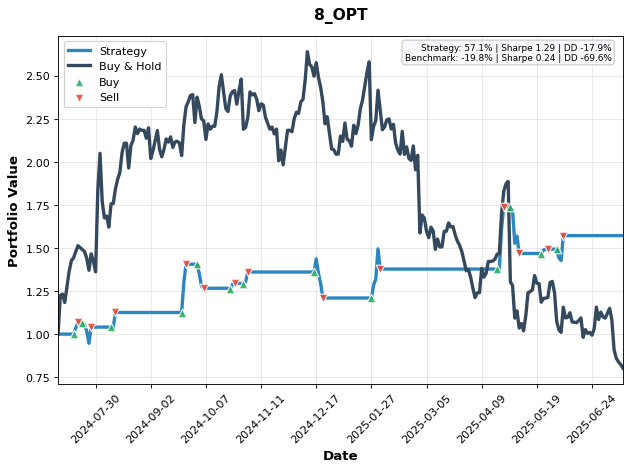 8_OPT
Strategy
Buy & Hold
Buy
Sell
Strategy: 57.1% | Sharpe 1.29 | DD -17.9%
Benchmark: -19.8% | Sharpe 0.24 | DD -69.6%
Portfolio Value
2.50
2.25
2.00
1.75
1.50
1.25
1.00
0.75
2024-07-30
2024-09-02
2024-10-07
2024-11-11
2024-12-17
2025-01-27
2025-03-05
2025-04-09
2025-05-19
2025-06-24
Date